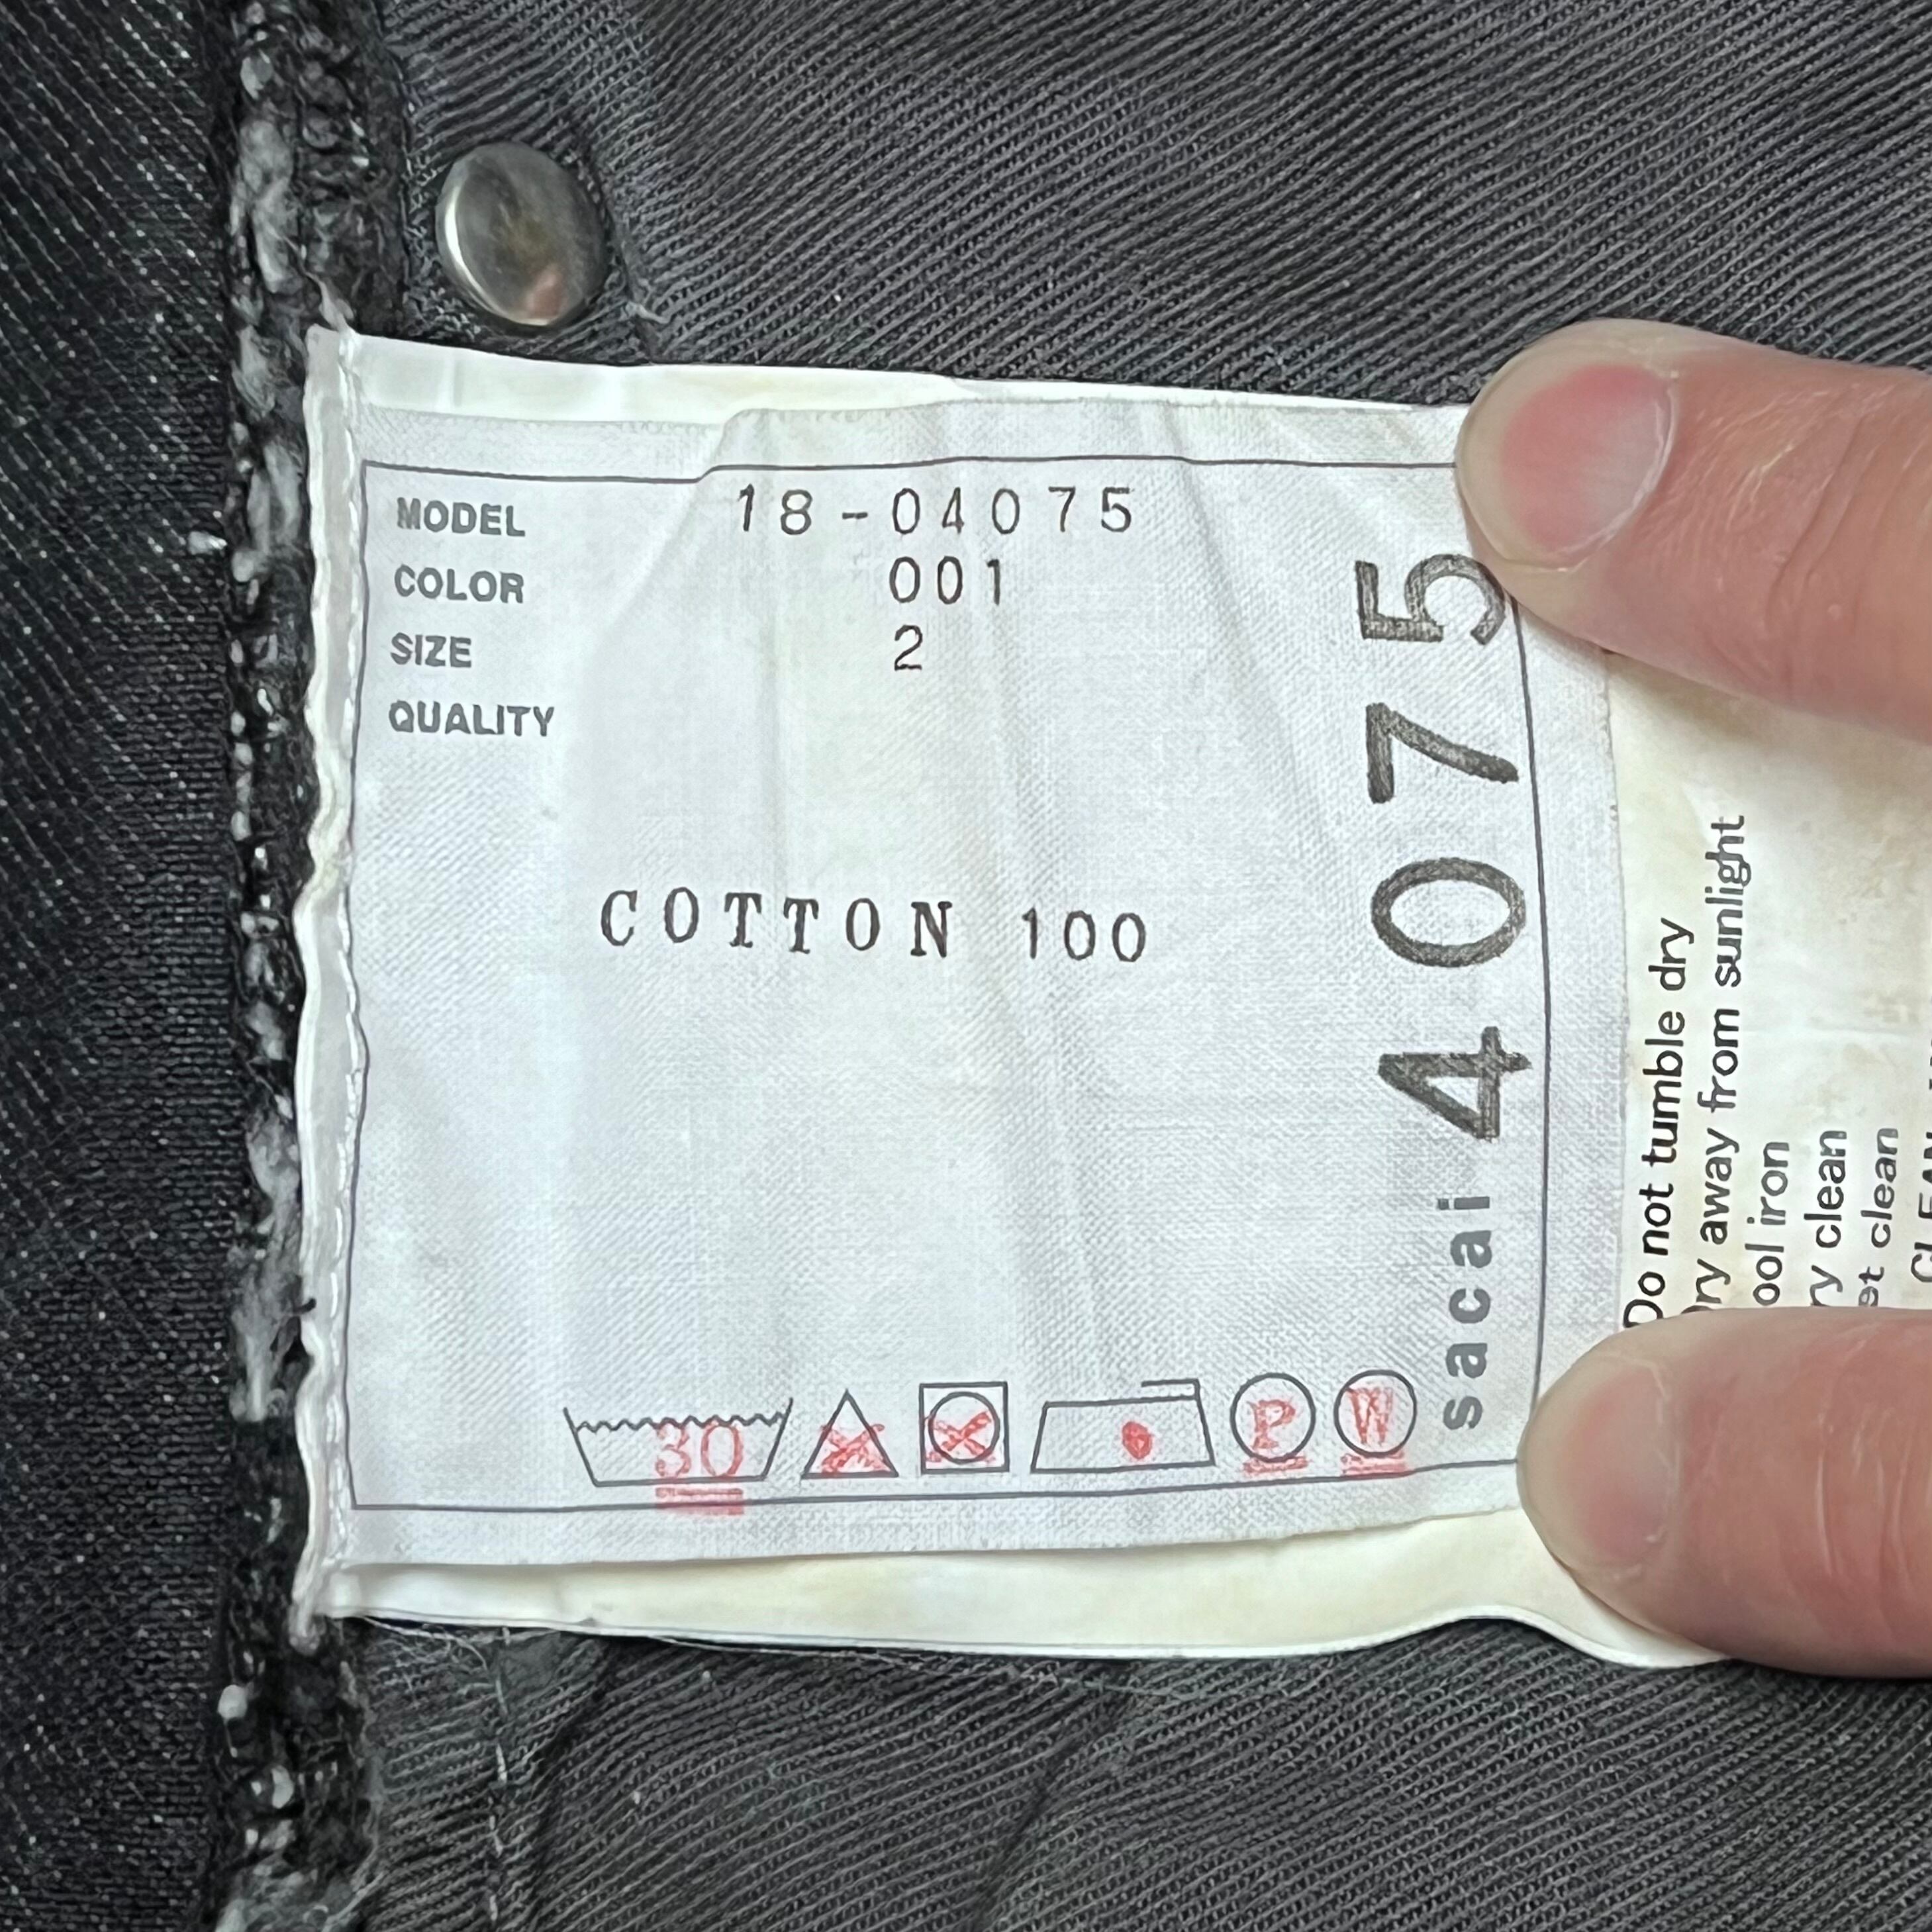 MODEL 18-04075
COLOR 001
SIZE 2
QUALITY
COTTON 100
30
P
W
sacai 4075
Do not tumble dry
away from sunlight
iron
clean
clean